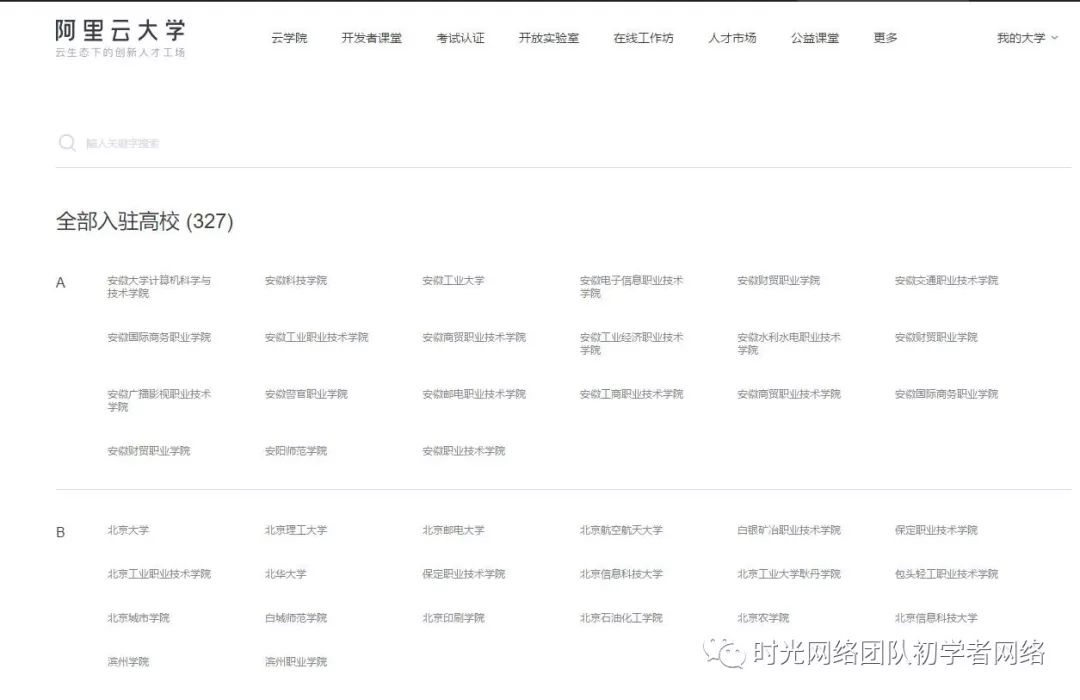 阿里云大学
云生态下的创新人才工场
云学院 开发者课堂 考试认证 开放实验室 在线工作坊 人才市场 公益课堂 更多 我的大学
输入关键字搜索
全部入驻高校 (327)
A
安徽大学计算机科学与
技术学院
安徽科技学院
安徽工业大学
安徽电子信息职业技术
学院
安徽财贸职业学院
安徽交通职业技术学院
安徽国际商务职业学院
安徽工业职业技术学院
安徽商贸职业技术学院
安徽工业经济职业技术
学院
安徽水利水电职业技术
学院
安徽财贸职业学院
安徽广播影视职业技术
学院
安徽警官职业学院
安徽邮电职业技术学院
安徽工商职业技术学院
安徽商贸职业技术学院
安徽国际商务职业学院
安徽财贸职业学院
安阳师范学院
安徽职业技术学院
B
北京大学
北京理工大学
北京邮电大学
北京航空航天大学
白银矿冶职业技术学院
保定职业技术学院
北京工业职业技术学院
北华大学
保定职业技术学院
北京信息科技大学
北京工业大学耿丹学院
包头轻工职业技术学院
北京城市学院
白城师范学院
北京印刷学院
北京石油化工学院
北京农学院
北京信息科技大学
滨州学院
滨州职业学院
时光网络团队初学者网络